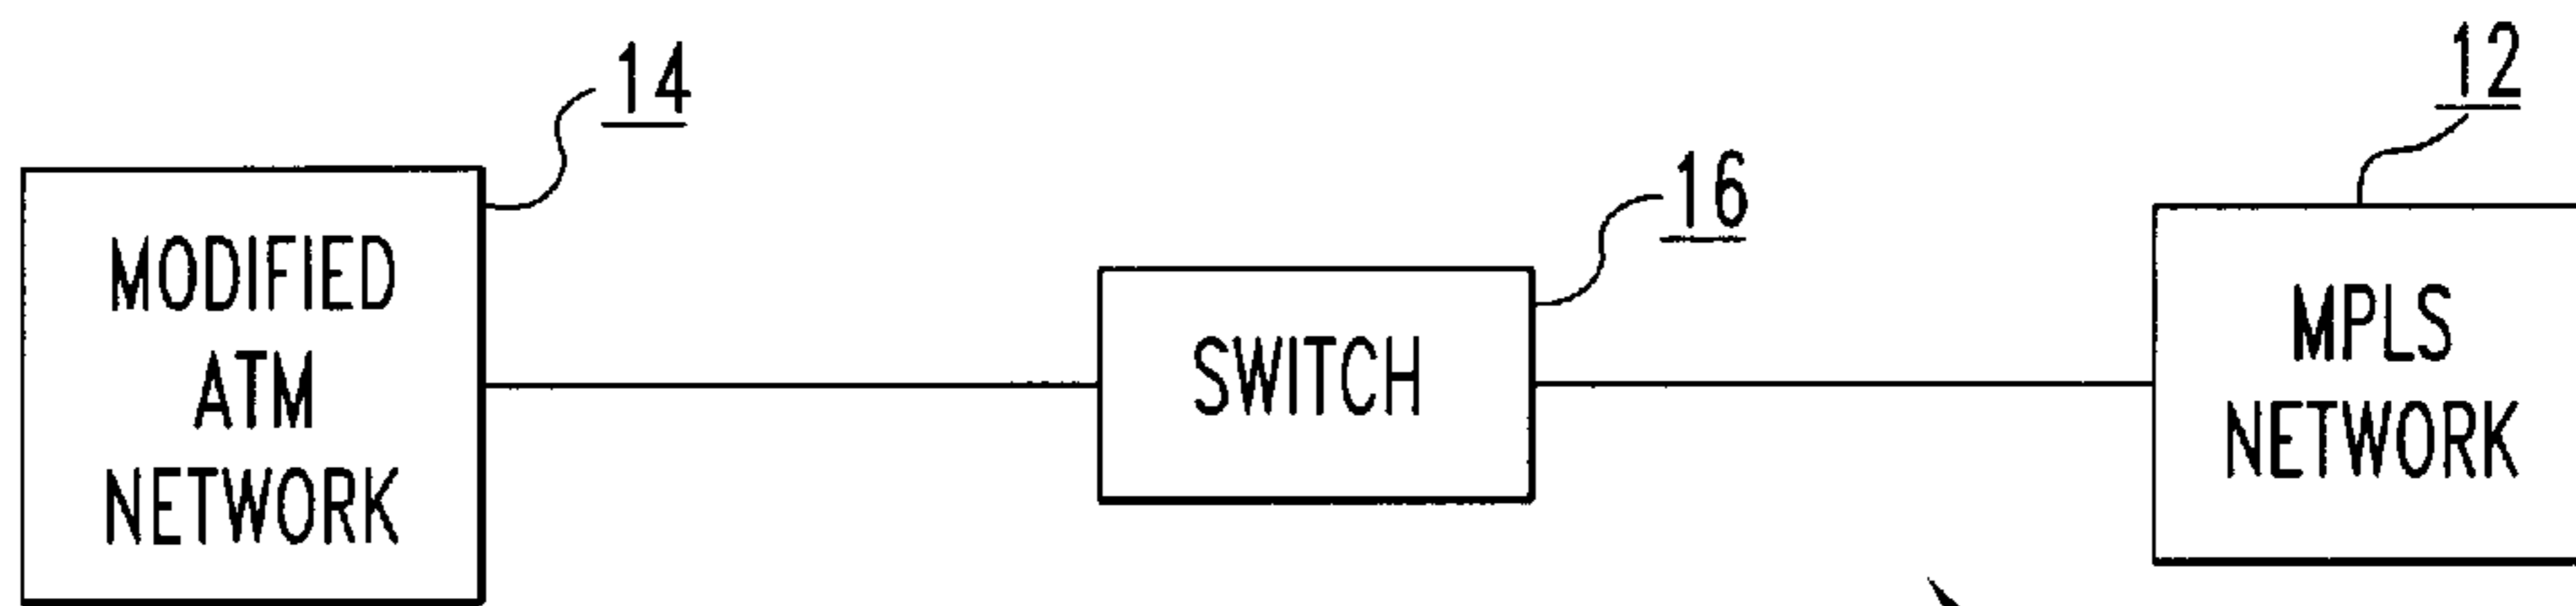 14
12
16
MODIFIED
ATM
NETWORK
SWITCH
MPLS
NETWORK